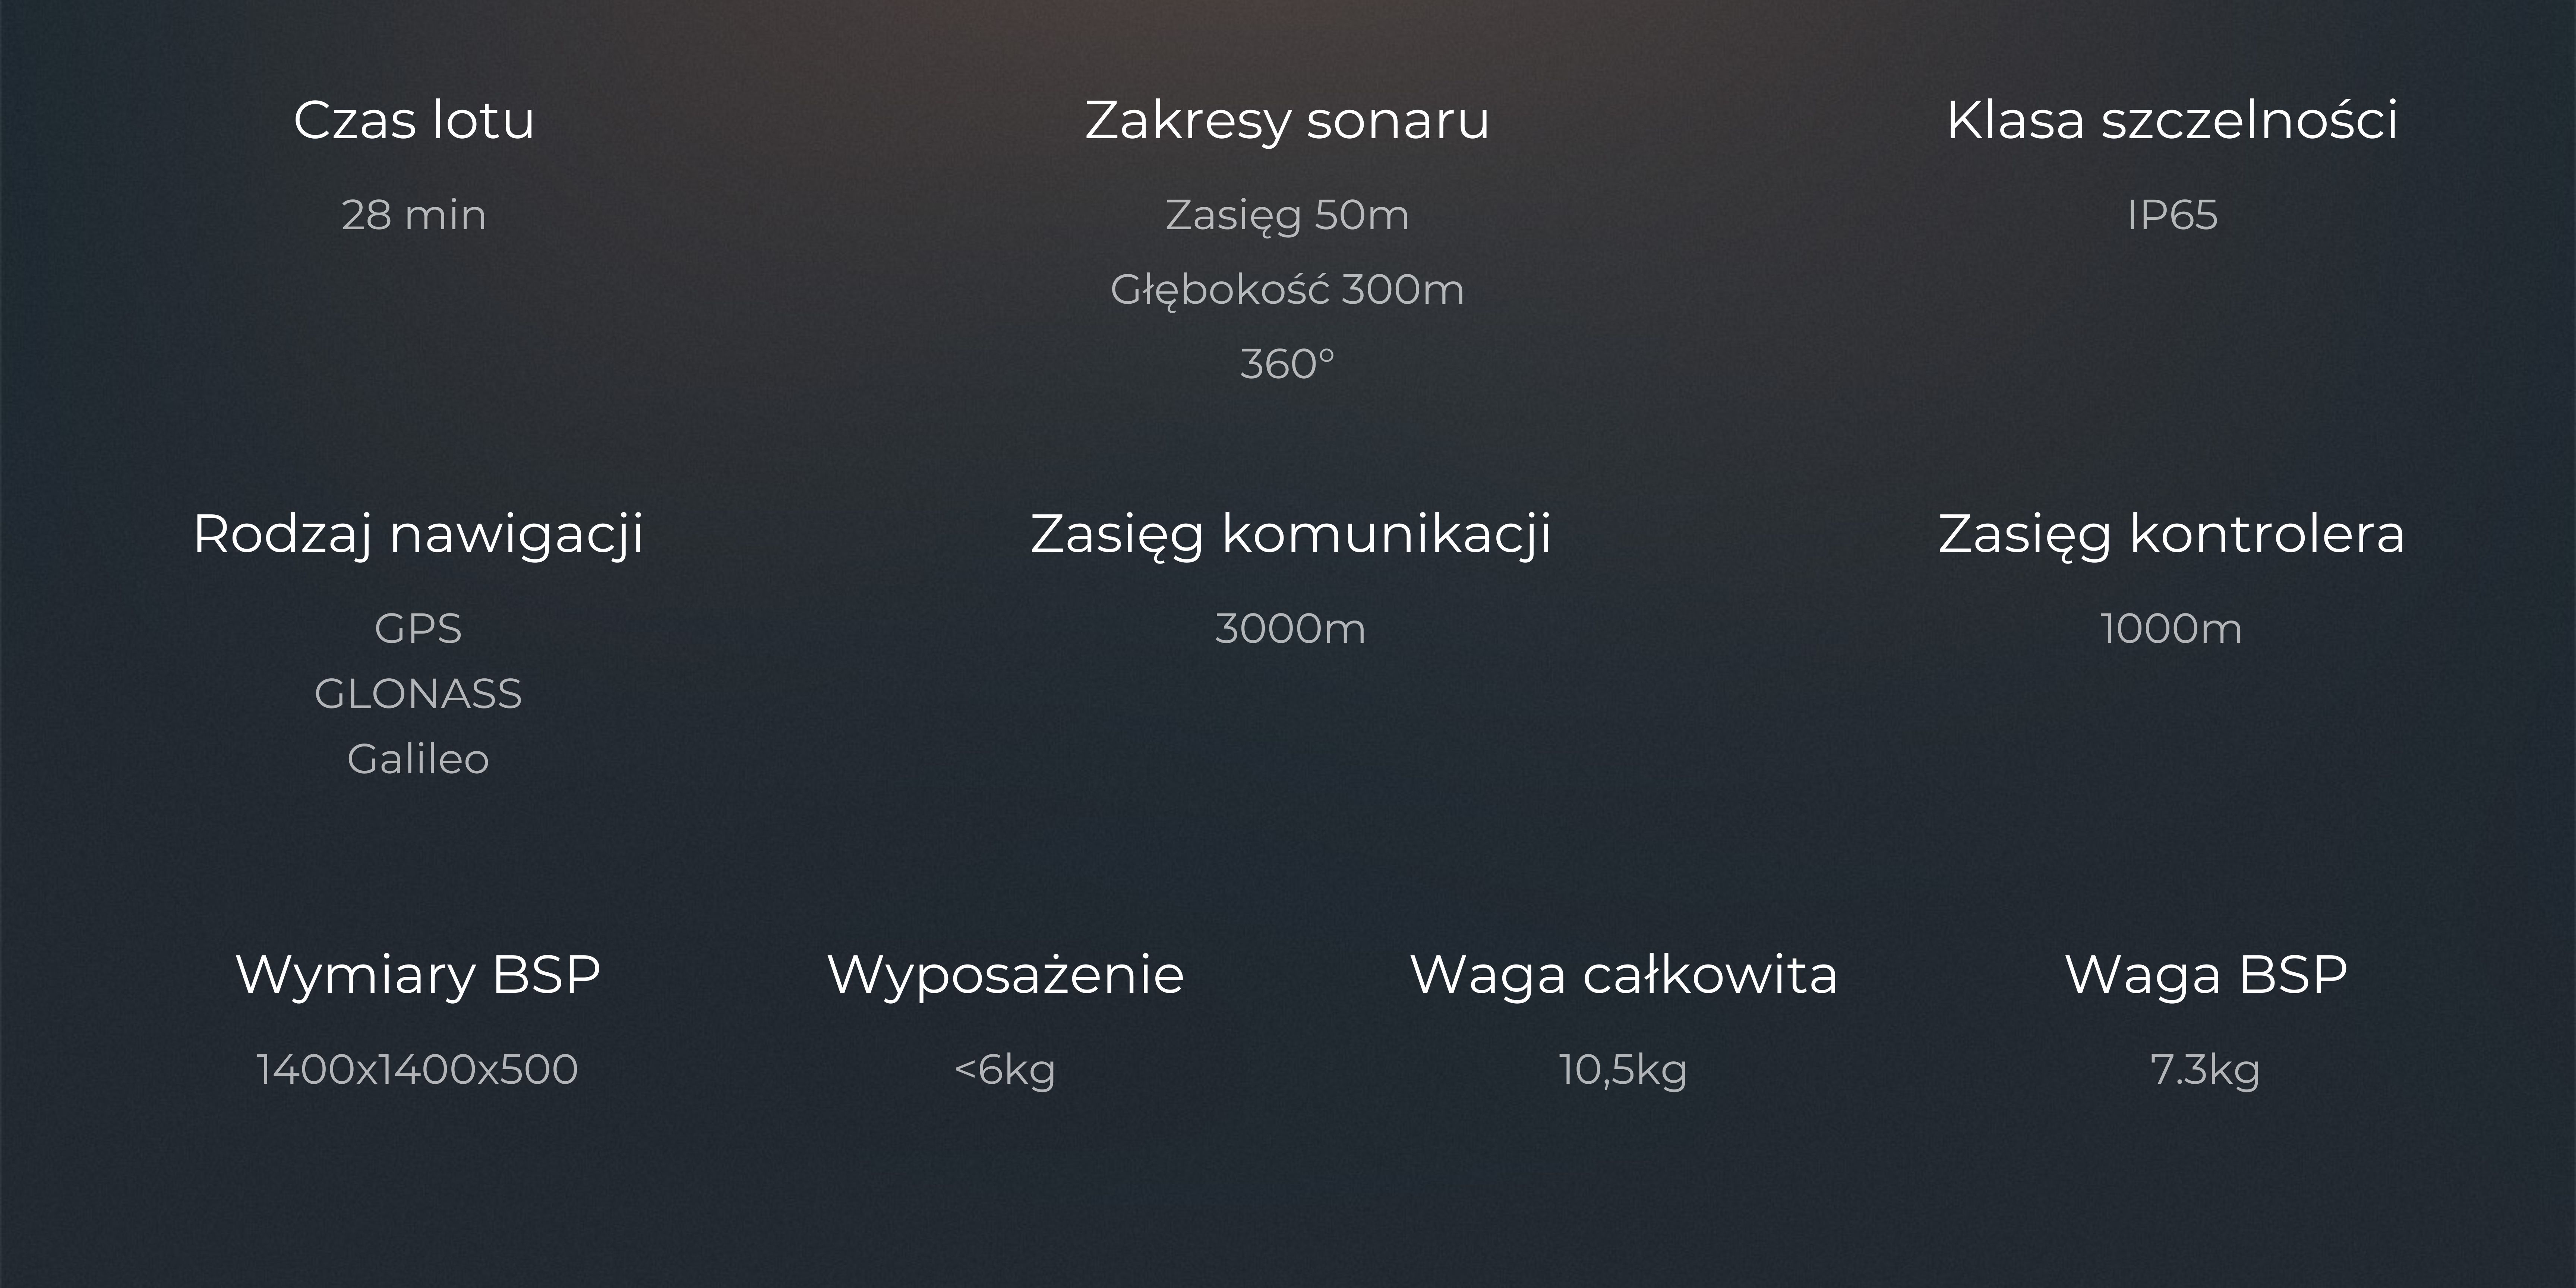 Czas lotu
28 min
Zakresy sonaru
Zasięg 50m
Głębokość 300m
360°
Klasa szczelności
IP65
Rodzaj nawigacji
GPS
GLONASS
Galileo
Zasięg komunikacji
3000m
Zasięg kontrolera
1000m
Wymiary BSP
1400x1400x500
Wyposażenie
<6kg
Waga całkowita
10,5kg
Waga BSP
7.3kg